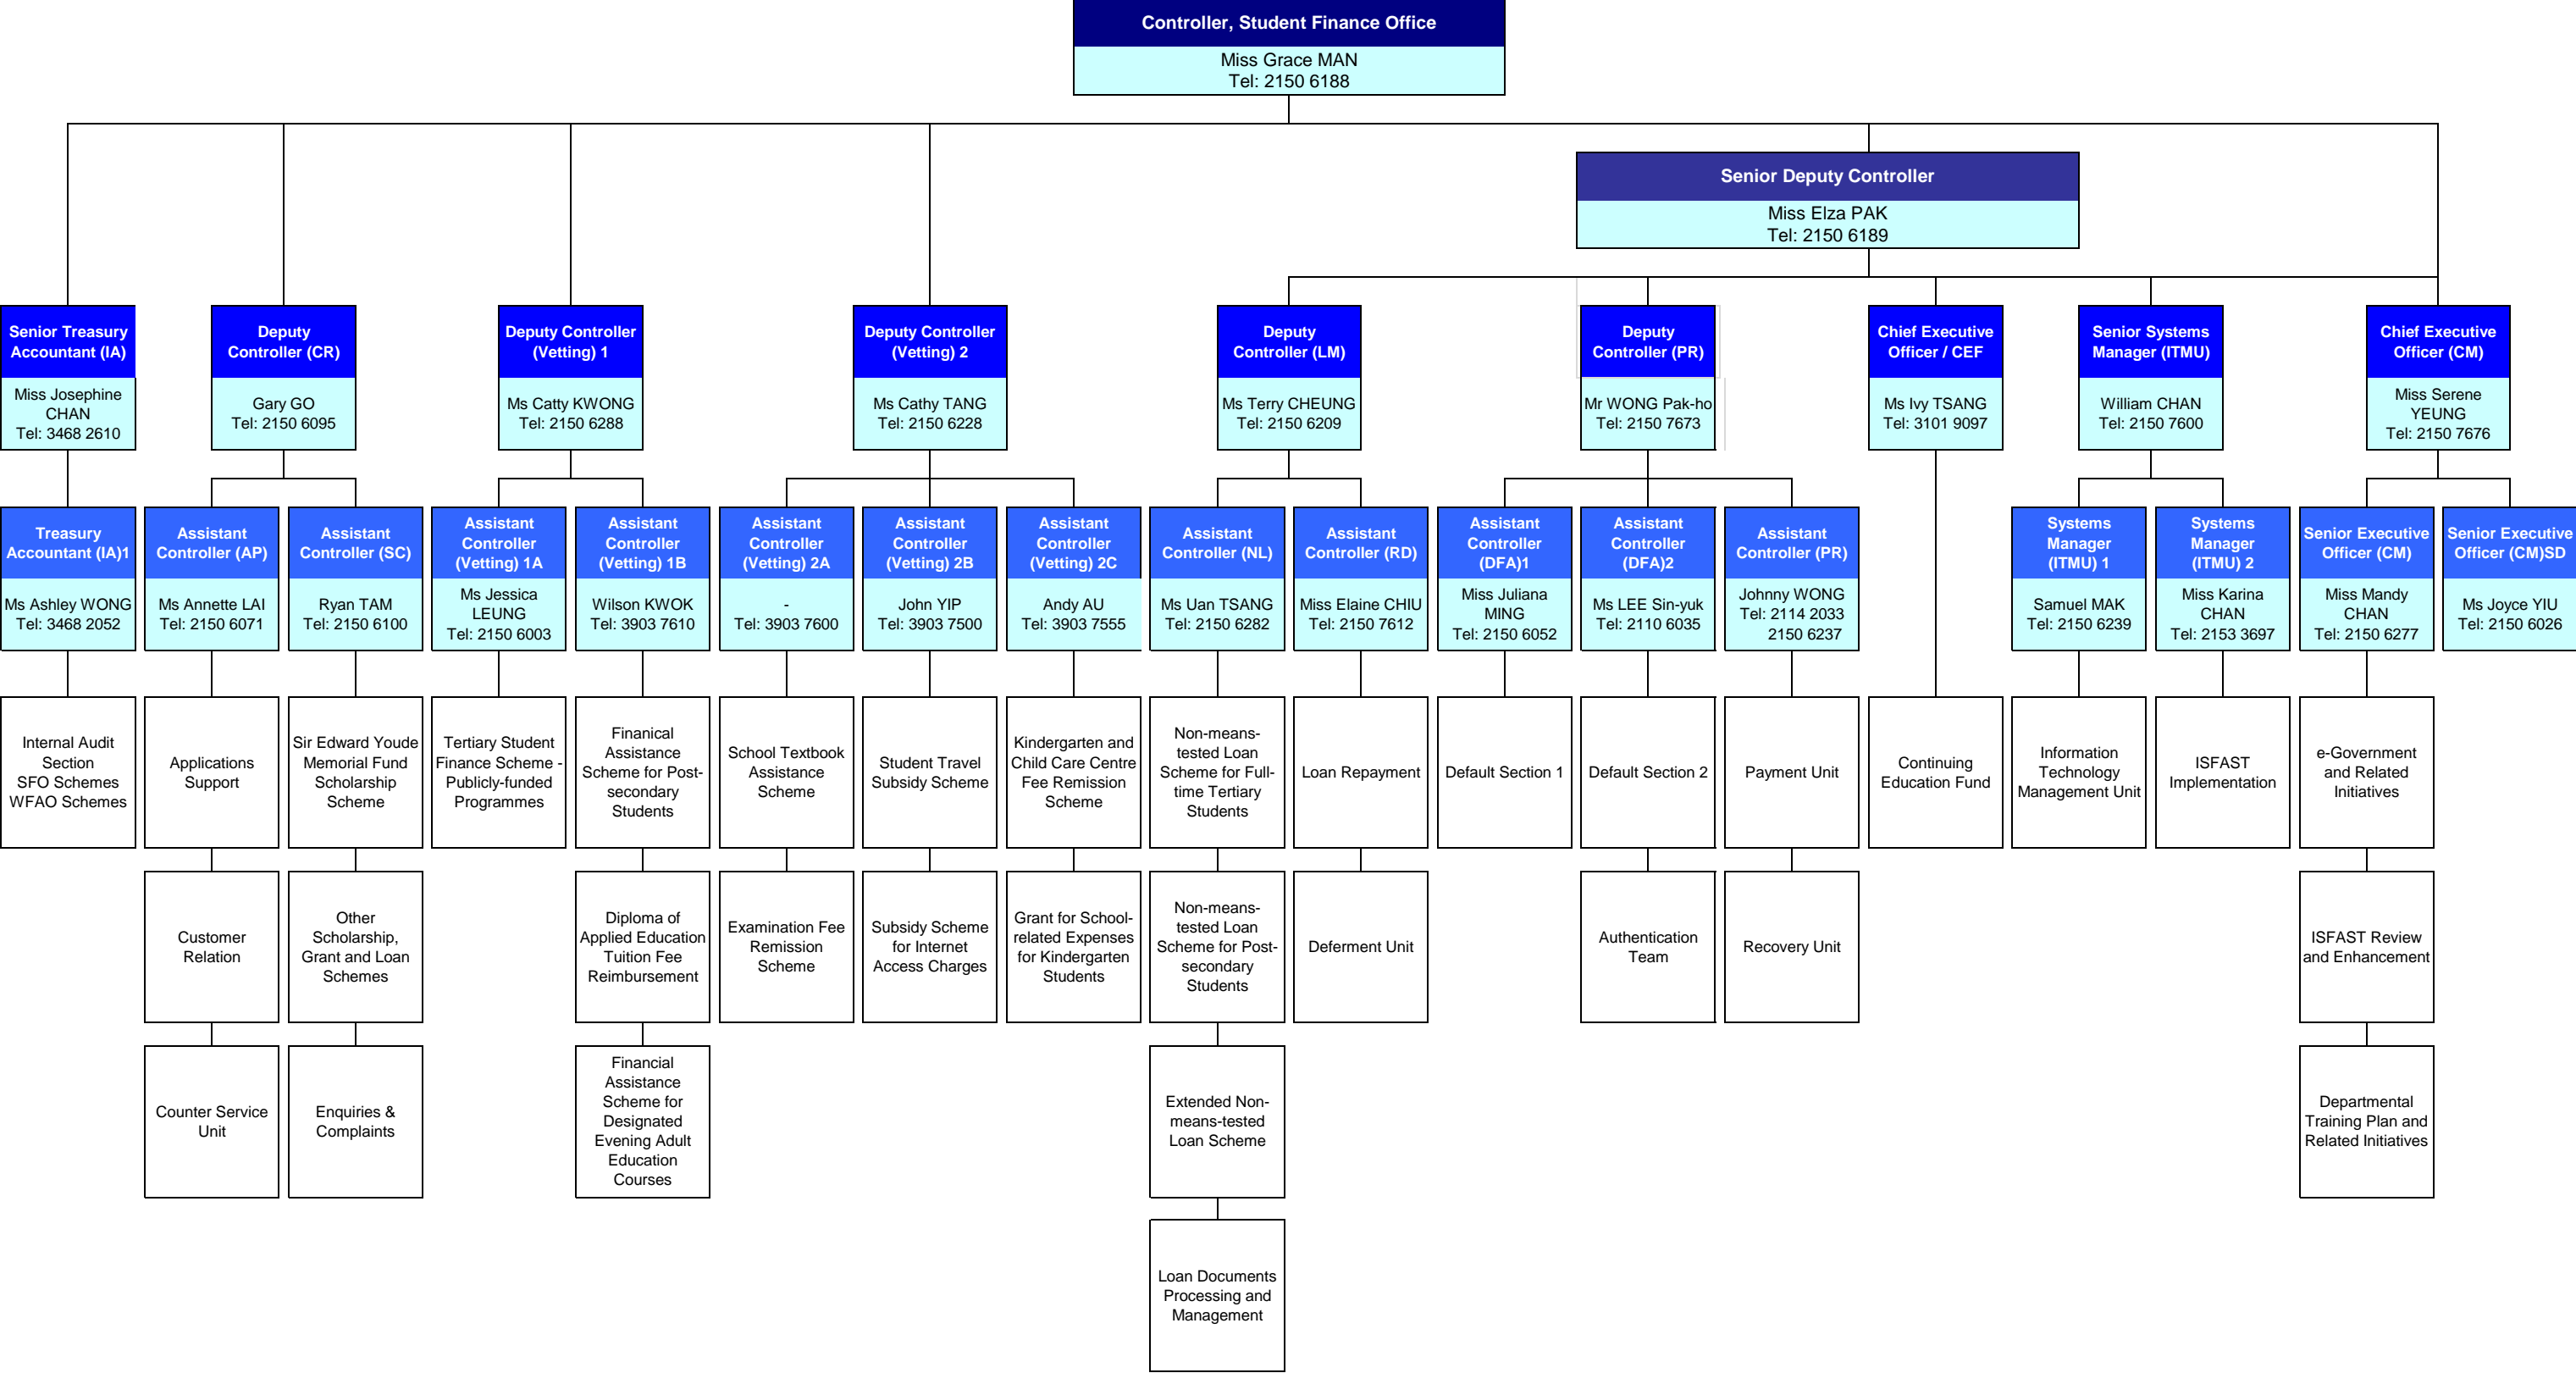 Controller, Student Finance Office
Miss Grace MAN
Tel: 2150 6188
Senior Deputy Controller
Miss Elza PAK
Tel: 2150 6189
Senior Treasury
Accountant (IA)
Miss Josephine
CHAN
Tel: 3468 2610
Deputy
Controller (CR)
Gary GO
Tel: 2150 6095
Deputy Controller
(Vetting) 1
Ms Catty KWONG
Tel: 2150 6288
Deputy Controller
(Vetting) 2
Ms Cathy TANG
Tel: 2150 6228
Deputy
Controller (LM)
Ms Terry CHEUNG
Tel: 2150 6209
Deputy
Controller (PR)
Mr WONG Pak-ho
Tel: 2150 7673
Chief Executive
Officer / CEF
Ms Ivy TSANG
Tel: 3101 9097
Senior Systems
Manager (ITMU)
William CHAN
Tel: 2150 7600
Chief Executive
Officer (CM)
Miss Serene
YEUNG
Tel: 2150 7676
Treasury
Accountant (IA)1
Ms Ashley WONG
Tel: 3468 2052
Assistant
Controller (AP)
Ms Annette LAI
Tel: 2150 6071
Assistant
Controller (SC)
Ryan TAM
Tel: 2150 6100
Assistant
Controller
(Vetting) 1A
Ms Jessica
LEUNG
Tel: 2150 6003
Assistant
Controller
(Vetting) 1B
Wilson KWOK
Tel: 3903 7610
Assistant
Controller
(Vetting) 2A
-
Tel: 3903 7600
Assistant
Controller
(Vetting) 2B
John YIP
Tel: 3903 7500
Assistant
Controller
(Vetting) 2C
Andy AU
Tel: 3903 7555
Assistant
Controller (NL)
Ms Uan TSANG
Tel: 2150 6282
Assistant
Controller (RD)
Miss Elaine CHIU
Tel: 2150 7612
Assistant
Controller
(DFA)1
Miss Juliana
MING
Tel: 2150 6052
Assistant
Controller
(DFA)2
Ms LEE Sin-yuk
Tel: 2110 6035
Assistant
Controller (PR)
Johnny WONG
Tel: 2114 2033
2150 6237
Systems
Manager
(ITMU) 1
Samuel MAK
Tel: 2150 6239
Systems
Manager
(ITMU) 2
Miss Karina
CHAN
Tel: 2153 3697
Senior Executive
Officer (CM)
Miss Mandy
CHAN
Tel: 2150 6277
Senior Executive
Officer (CM)SD
Ms Joyce YIU
Tel: 2150 6026
Internal Audit
Section
SFO Schemes
WFAO Schemes
Applications
Support
Sir Edward Youde
Memorial Fund
Scholarship
Scheme
Tertiary Student
Finance Scheme -
Publicly-funded
Programmes
Finanical
Assistance
Scheme for Post-
secondary
Students
School Textbook
Assistance
Scheme
Student Travel
Subsidy Scheme
Kindergarten and
Child Care Centre
Fee Remission
Scheme
Non-means-
tested Loan
Scheme for Full-
time Tertiary
Students
Loan Repayment
Default Section 1
Default Section 2
Payment Unit
Continuing
Education Fund
Information
Technology
Management Unit
ISFAST
Implementation
e-Government
and Related
Initiatives
Customer
Relation
Other
Scholarship,
Grant and Loan
Schemes
Diploma of
Applied Education
Tuition Fee
Reimbursement
Examination Fee
Remission
Scheme
Subsidy Scheme
for Internet
Access Charges
Grant for School-
related Expenses
for Kindergarten
Students
Non-means-
tested Loan
Scheme for Post-
secondary
Students
Deferment Unit
Authentication
Team
Recovery Unit
ISFAST Review
and Enhancement
Counter Service
Unit
Enquiries &
Complaints
Financial
Assistance
Scheme for
Designated
Evening Adult
Education
Courses
Extended Non-
means-tested
Loan Scheme
Departmental
Training Plan and
Related Initiatives
Loan Documents
Processing and
Management